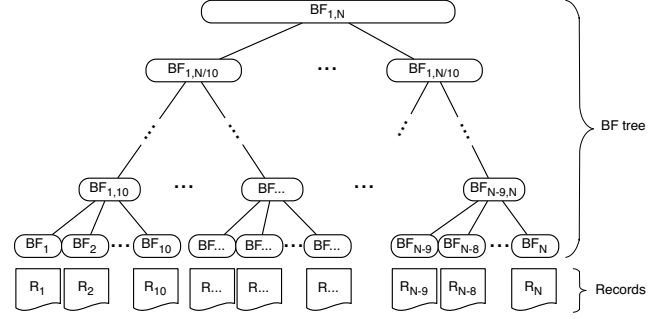 BF1,N
BF1,N/10 ... BF1,N/10
BF tree
BF1,10 ... BF... ... BFN-9,N
BF1 BF2 ... BF10 BF... BF... ... BF... BFN-9 BFN-8 ... BFN
R1 R2 R10 R... R... R... RN-9 RN-8 RN Records